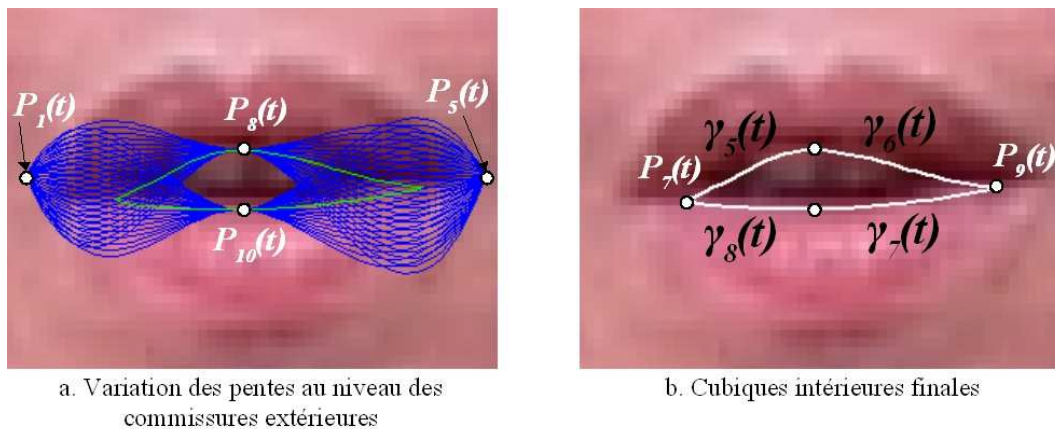 P₁(t)
P₈(t)
P₅(t)
P₁₀(t)
γ₅(t)
γ₆(t)
P₇(t)
P₉(t)
γ₈(t)
γ₇(t)
a. Variation des pentes au niveau des
commissures extérieures
b. Cubiques intérieures finales